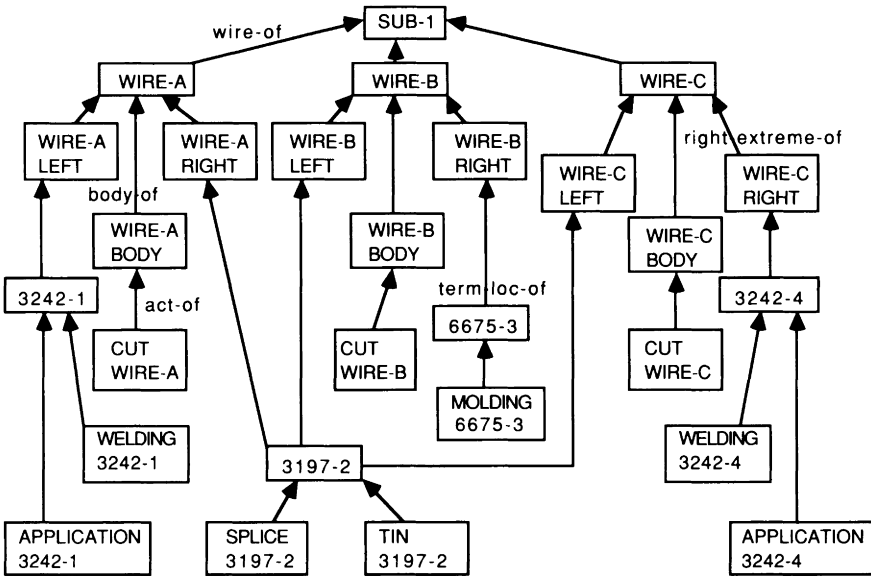 SUB-1
wire-of
WIRE-A
WIRE-B
WIRE-C
WIRE-A
LEFT
WIRE-A
RIGHT
WIRE-B
LEFT
WIRE-B
RIGHT
right-extreme-of
WIRE-C
LEFT
WIRE-C
RIGHT
body-of
WIRE-A
BODY
WIRE-B
BODY
WIRE-C
BODY
3242-1
act-of
term-loc-of
3242-4
6675-3
CUT
WIRE-A
CUT
WIRE-B
CUT
WIRE-C
MOLDING
6675-3
WELDING
3242-1
3197-2
WELDING
3242-4
APPLICATION
3242-1
SPLICE
3197-2
TIN
3197-2
APPLICATION
3242-4